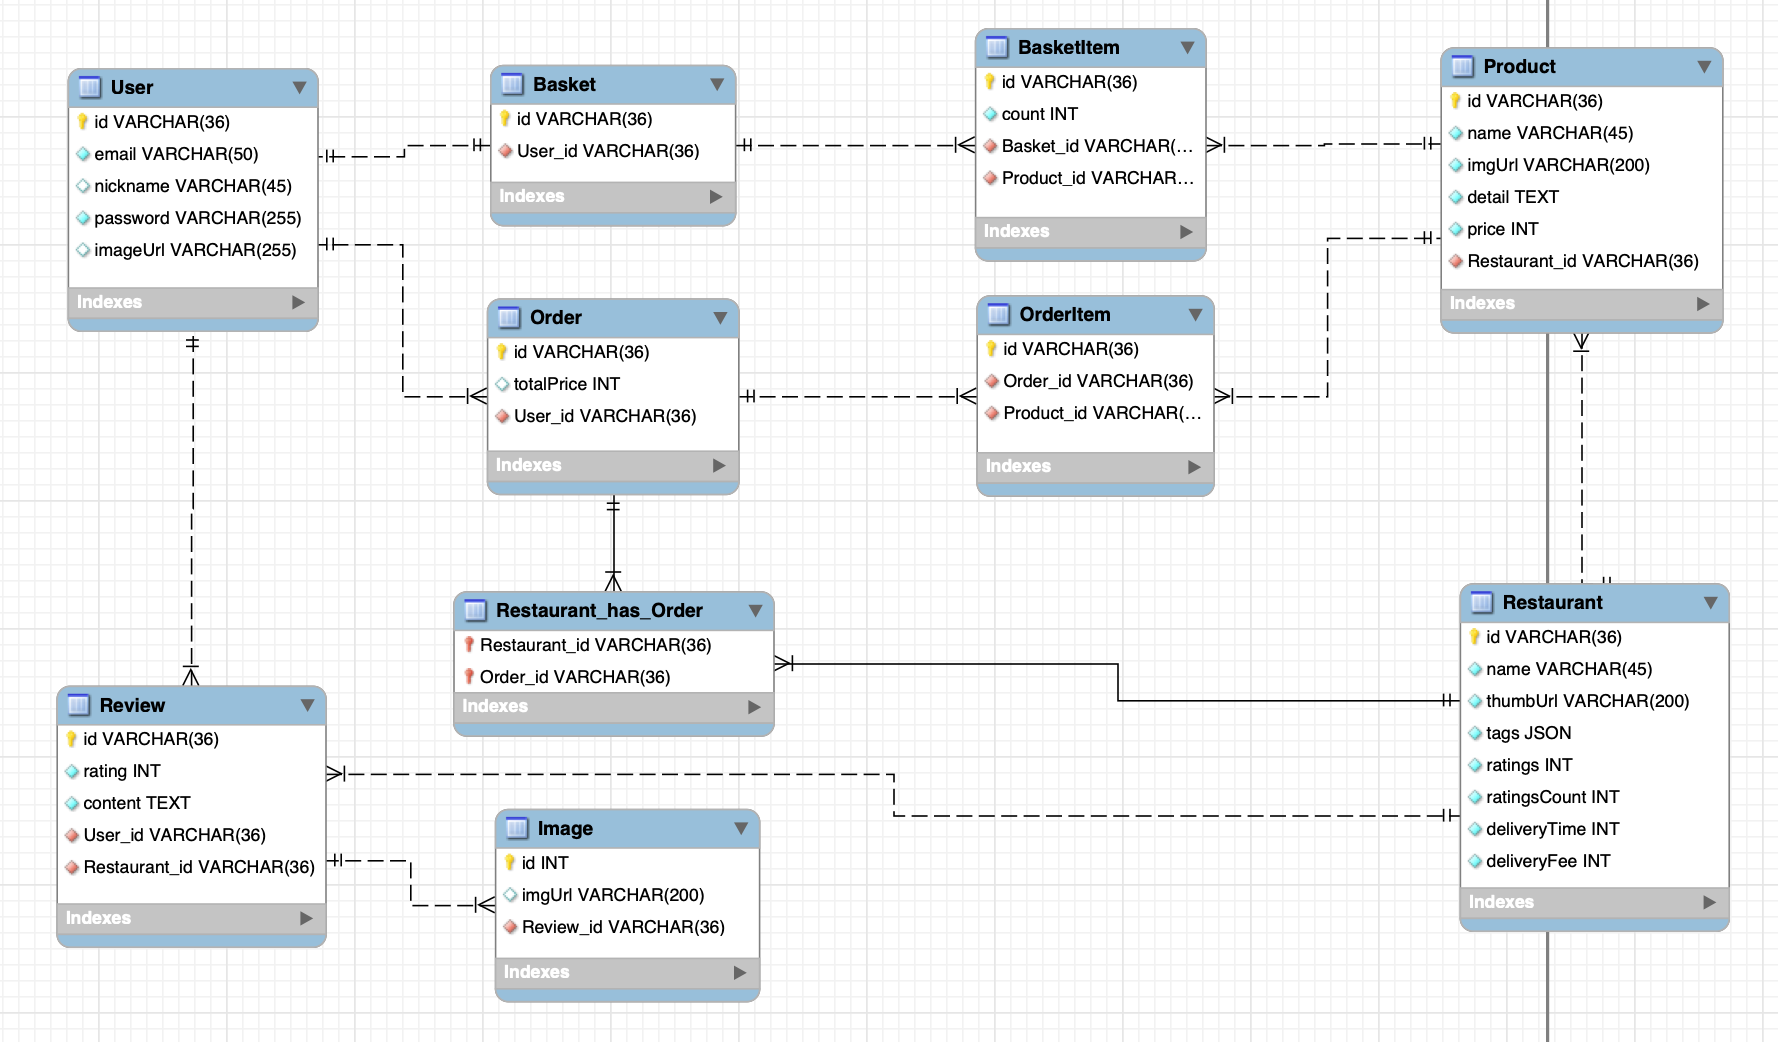 User
id VARCHAR(36)
email VARCHAR(50)
nickname VARCHAR(45)
password VARCHAR(255)
imageUrl VARCHAR(255)
Indexes
Basket
id VARCHAR(36)
User_id VARCHAR(36)
Indexes
BasketItem
id VARCHAR(36)
count INT
Basket_id VARCHAR(...
Product_id VARCHAR...
Indexes
Product
id VARCHAR(36)
name VARCHAR(45)
imgUrl VARCHAR(200)
detail TEXT
price INT
Restaurant_id VARCHAR(36)
Indexes
Order
id VARCHAR(36)
totalPrice INT
User_id VARCHAR(36)
Indexes
OrderItem
id VARCHAR(36)
Order_id VARCHAR(36)
Product_id VARCHAR(...
Indexes
Restaurant_has_Order
Restaurant_id VARCHAR(36)
Order_id VARCHAR(36)
Indexes
Restaurant
id VARCHAR(36)
name VARCHAR(45)
thumbUrl VARCHAR(200)
tags JSON
ratings INT
ratingsCount INT
deliveryTime INT
deliveryFee INT
Indexes
Review
id VARCHAR(36)
rating INT
content TEXT
User_id VARCHAR(36)
Restaurant_id VARCHAR(36)
Indexes
Image
id INT
imgUrl VARCHAR(200)
Review_id VARCHAR(36)
Indexes